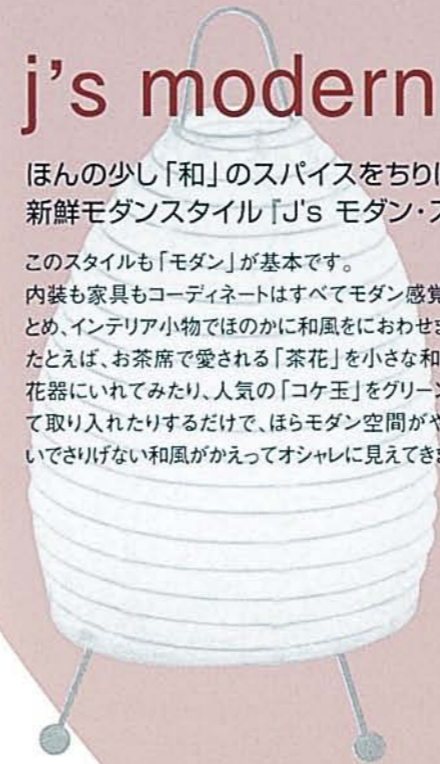 j's modern
ほんの少し「和」のスパイスをちりば
新鮮モダンスタイル『J's モダン・ス
このスタイルも「モダン」が基本です。
内装も家具もコーディネートはすべてモダン感覚
とめ、インテリア小物でほのかに和風をにおわせま
たとえば、お茶席で愛される「茶花」を小さな和
花器にいれてみたり、人気の「コケ玉」をグリーン
て取り入れたりするだけで、ほらモダン空間がや
いでさりげない和風がかえってオシャレに見えてきま